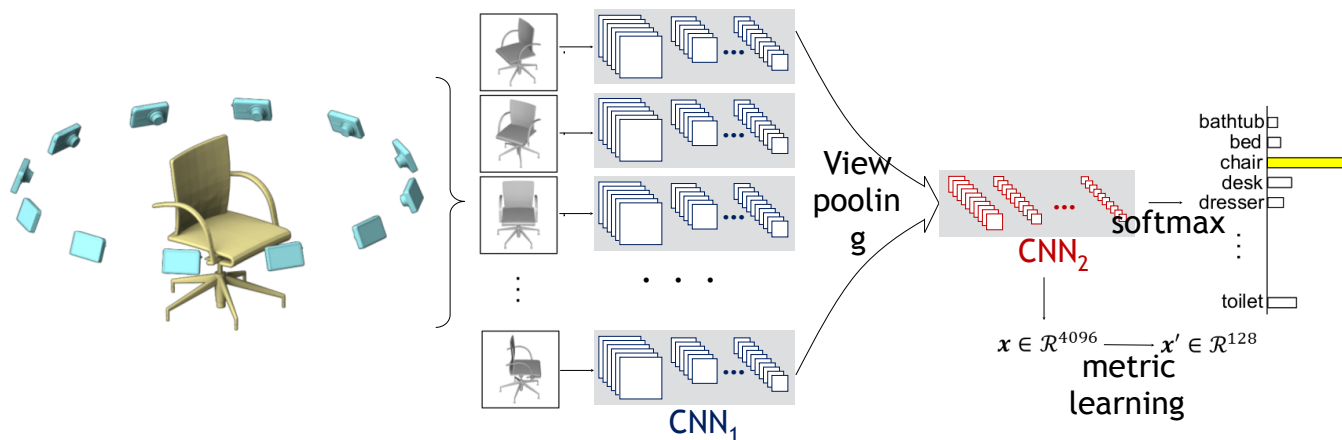 View
poolin
g
CNN₁
CNN₂
softmax
bathtub
bed
chair
desk
dresser
toilet
𝒙 ∈ ℛ⁴⁰⁹⁶
𝒙′ ∈ ℛ¹²⁸
metric
learning